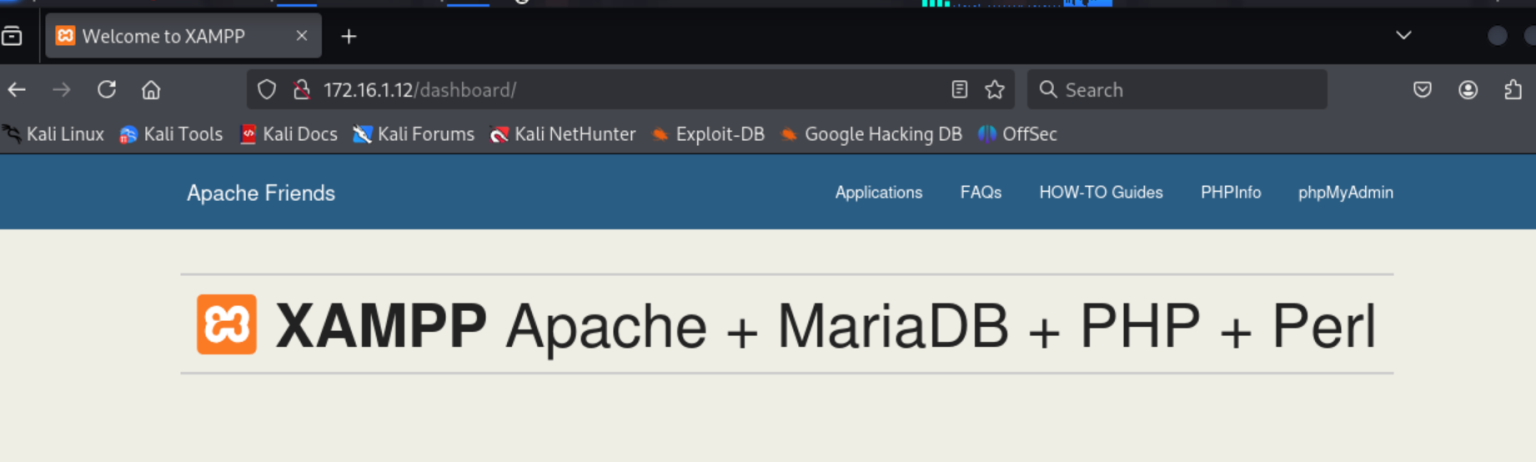 Welcome to XAMPP
172.16.1.12/dashboard/
Search
Kali Linux Kali Tools Kali Docs Kali Forums Kali NetHunter Exploit-DB Google Hacking DB OffSec
Apache Friends Applications FAQs HOW-TO Guides PHPInfo phpMyAdmin
XAMPP Apache + MariaDB + PHP + Perl